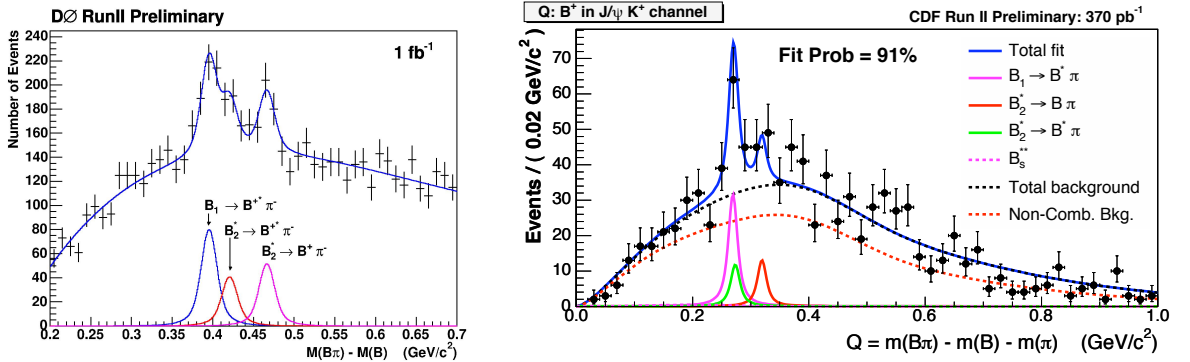 DØ RunII Preliminary
Number of Events
240
220
200
180
160
140
120
100
80
60
40
20
0
1 fb⁻¹
B₁ → B⁺* π⁻
B₂* → B⁺* π⁻
B₂* → B⁺ π⁻
0.2 0.25 0.3 0.35 0.4 0.45 0.5 0.55 0.6 0.65 0.7
M(Bπ) - M(B) (GeV/c²)
Q: B⁺ in J/ψ K⁺ channel
CDF Run II Preliminary: 370 pb⁻¹
Events / ( 0.02 GeV/c² )
70
60
50
40
30
20
10
0
Fit Prob = 91%
Total fit
B₁ → B* π
B₂* → B π
B₂* → B* π
Bₛ**
Total background
Non-Comb. Bkg.
0 0.2 0.4 0.6 0.8 1.0
Q = m(Bπ) - m(B) - m(π) (GeV/c²)